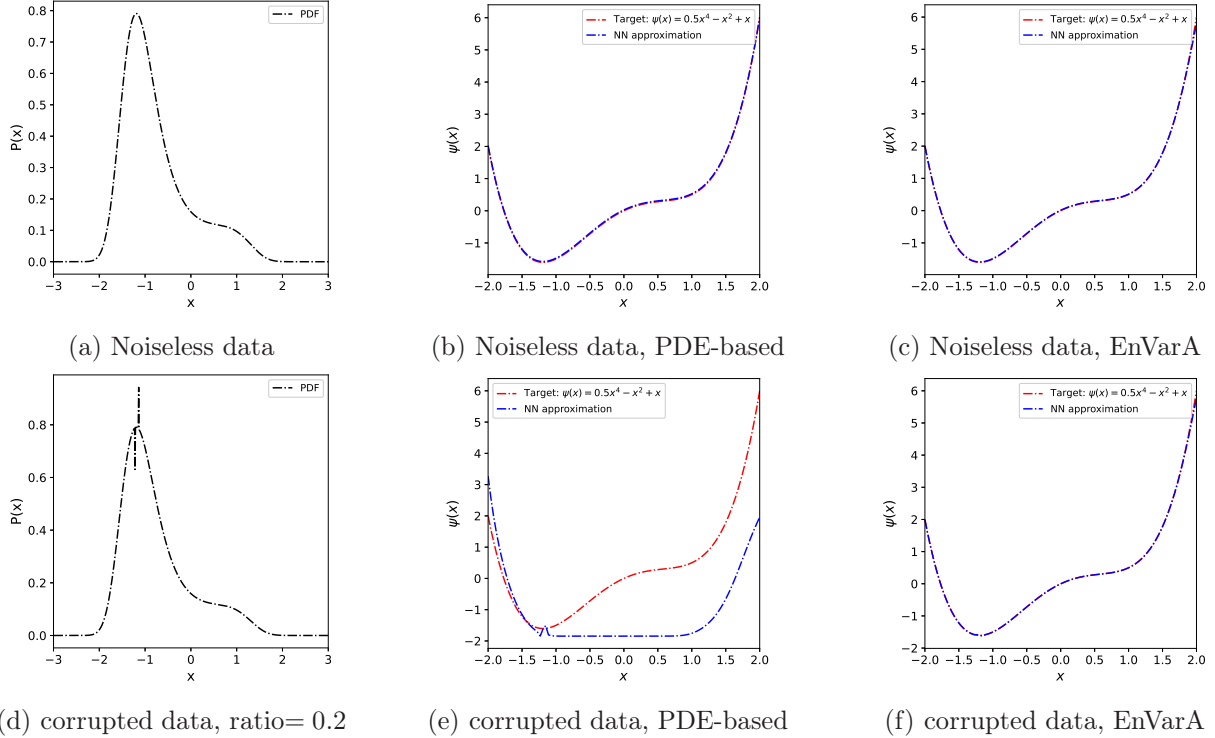 PDF
0.8
0.7
0.6
0.5
0.4
0.3
0.2
0.1
0.0
P(x)
−3 −2 −1 0 1 2 3
x
(a) Noiseless data
Target: ψ(x) = 0.5x⁴ − x² + x
NN approximation
6
5
4
3
2
1
0
−1
ψ(x)
−2.0 −1.5 −1.0 −0.5 0.0 0.5 1.0 1.5 2.0
x
(b) Noiseless data, PDE-based
Target: ψ(x) = 0.5x⁴ − x² + x
NN approximation
6
5
4
3
2
1
0
−1
ψ(x)
−2.0 −1.5 −1.0 −0.5 0.0 0.5 1.0 1.5 2.0
x
(c) Noiseless data, EnVarA
PDF
0.8
0.6
0.4
0.2
0.0
P(x)
−3 −2 −1 0 1 2 3
x
(d) corrupted data, ratio= 0.2
Target: ψ(x) = 0.5x⁴ − x² + x
NN approximation
6
5
4
3
2
1
0
−1
−2
ψ(x)
−2.0 −1.5 −1.0 −0.5 0.0 0.5 1.0 1.5 2.0
x
(e) corrupted data, PDE-based
Target: ψ(x) = 0.5x⁴ − x² + x
NN approximation
6
5
4
3
2
1
0
−1
−2
ψ(x)
−2.0 −1.5 −1.0 −0.5 0.0 0.5 1.0 1.5 2.0
x
(f) corrupted data, EnVarA